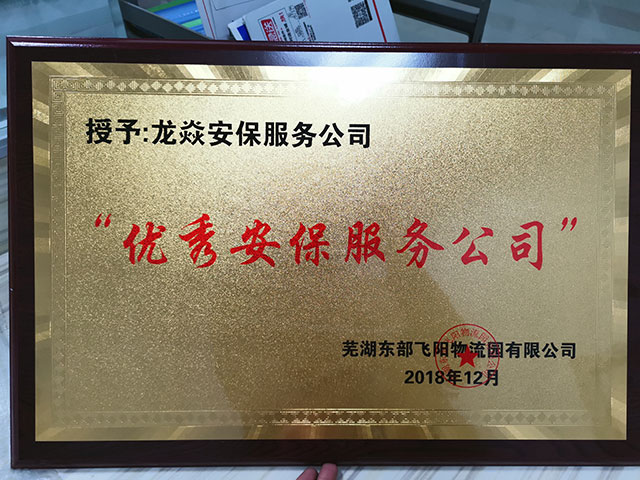 授予:龙焱安保服务公司
“优秀安保服务公司”
芜湖东部飞阳物流园有限公司
2018年12月